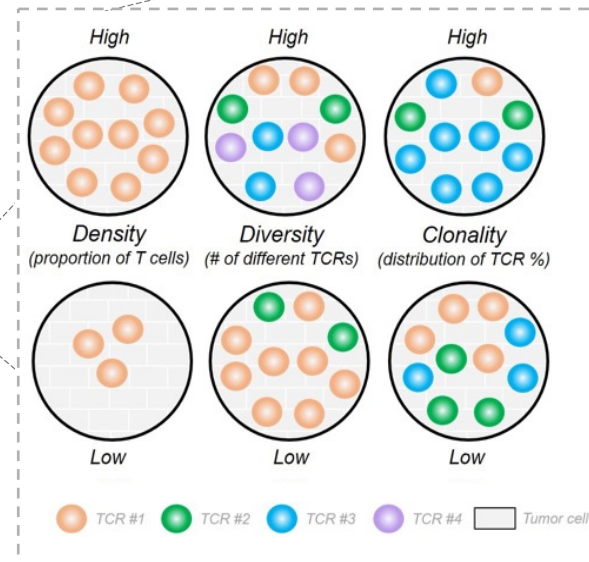 High High High
Density Diversity Clonality
(proportion of T cells) (# of different TCRs) (distribution of TCR %)
Low Low Low
TCR #1 TCR #2 TCR #3 TCR #4 Tumor cell